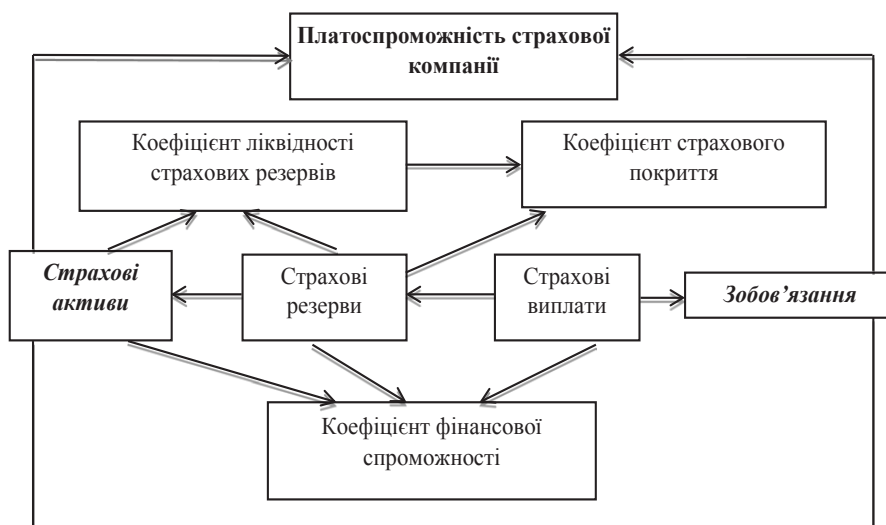 Платоспроможність страхової
компанії
Коефіцієнт ліквідності
страхових резервів
Коефіцієнт страхового
покриття
Страхові
активи
Страхові
резерви
Страхові
виплати
Зобов’язання
Коефіцієнт фінансової
спроможності